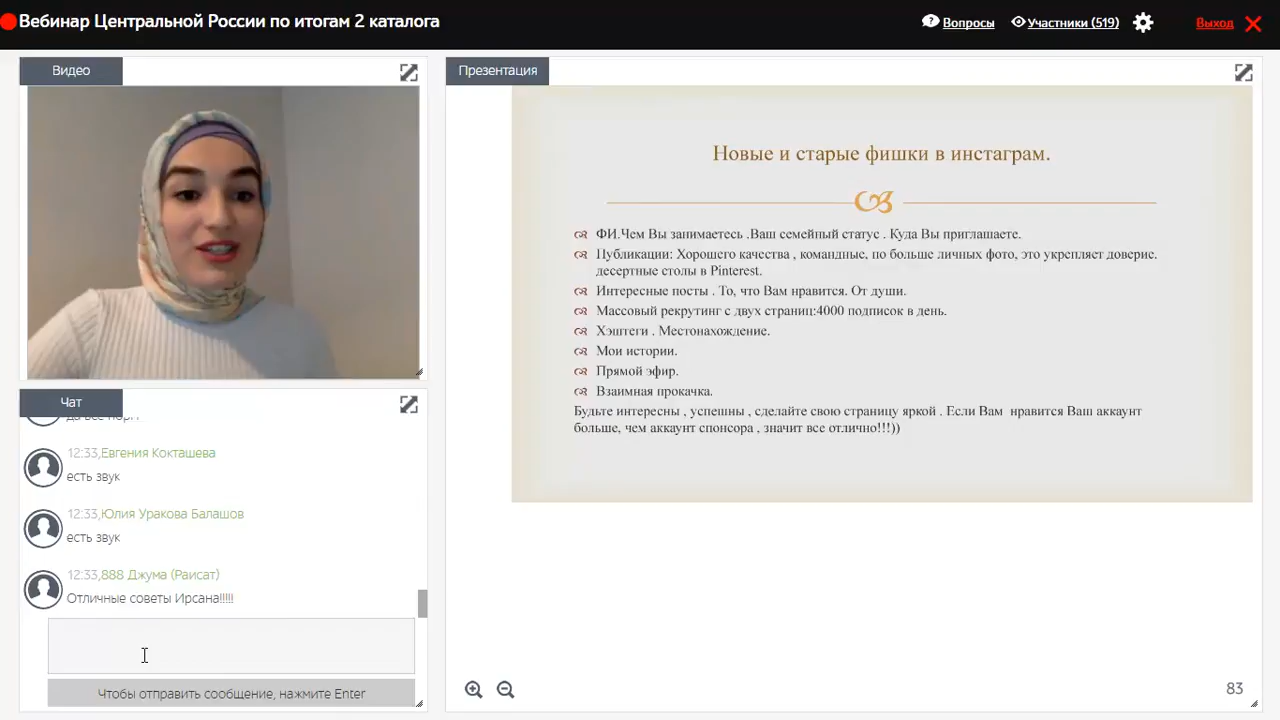 Вебинар Центральной России по итогам 2 каталога
Вопросы
Участники (519)
Выход
Видео
Презентация
Новые и старые фишки в инстаграм.
ФИ.Чем Вы занимаетесь .Ваш семейный статус . Куда Вы приглашаете.
Публикации: Хорошего качества , командные, по больше личных фото, это укрепляет доверие.
десертные столы в Pinterest.
Интересные посты . То, что Вам нравится. От души.
Массовый рекрутинг с двух страниц:4000 подписок в день.
Хэштеги . Местонахождение.
Мои истории.
Прямой эфир.
Взаимная прокачка.
Будьте интересны , успешны , сделайте свою страницу яркой . Если Вам нравится Ваш аккаунт
больше, чем аккаунт спонсора , значит все отлично!!!))
Чат
12:33,Евгения Кокташева
есть звук
12:33,Юлия Уракова Балашов
есть звук
12:33,888 Джума (Раисат)
Отличные советы Ирсана!!!!!
Чтобы отправить сообщение, нажмите Enter
83